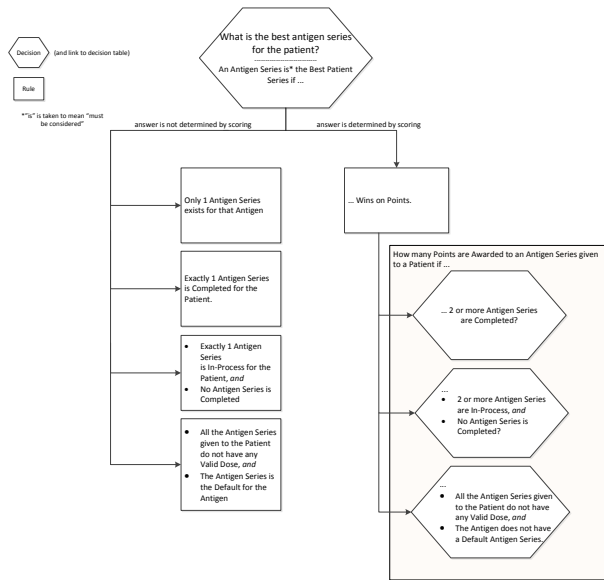 What is the best antigen series
for the patient?
------------------------------
An Antigen Series is* the Best Patient
Series if ...
Decision
(and link to decision table)
Rule
*"is" is taken to mean "must
be considered"
answer is not determined by scoring
answer is determined by scoring
Only 1 Antigen Series
exists for that Antigen
... Wins on Points.
Exactly 1 Antigen Series
is Completed for the
Patient.
• Exactly 1 Antigen
Series
is In-Process for the
Patient, and
• No Antigen Series is
Completed
• All the Antigen Series
given to the Patient
do not have any
Valid Dose, and
• The Antigen Series is
the Default for the
Antigen
How many Points are Awarded to an Antigen Series given
to a Patient if ...
... 2 or more Antigen Series
are Completed?
...
• 2 or more Antigen Series
are In-Process, and
• No Antigen Series is
Completed?
...
• All the Antigen Series given
to the Patient do not have
any Valid Dose, and
• The Antigen does not have
a Default Antigen Series.